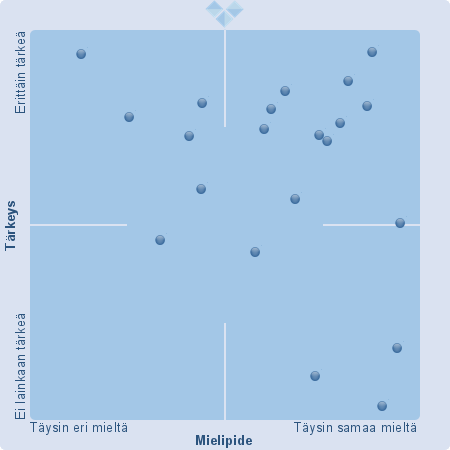 Erittäin tärkeä
Tärkeys
Ei lainkaan tärkeä
Täysin eri mieltä
Täysin samaa mieltä
Mielipide